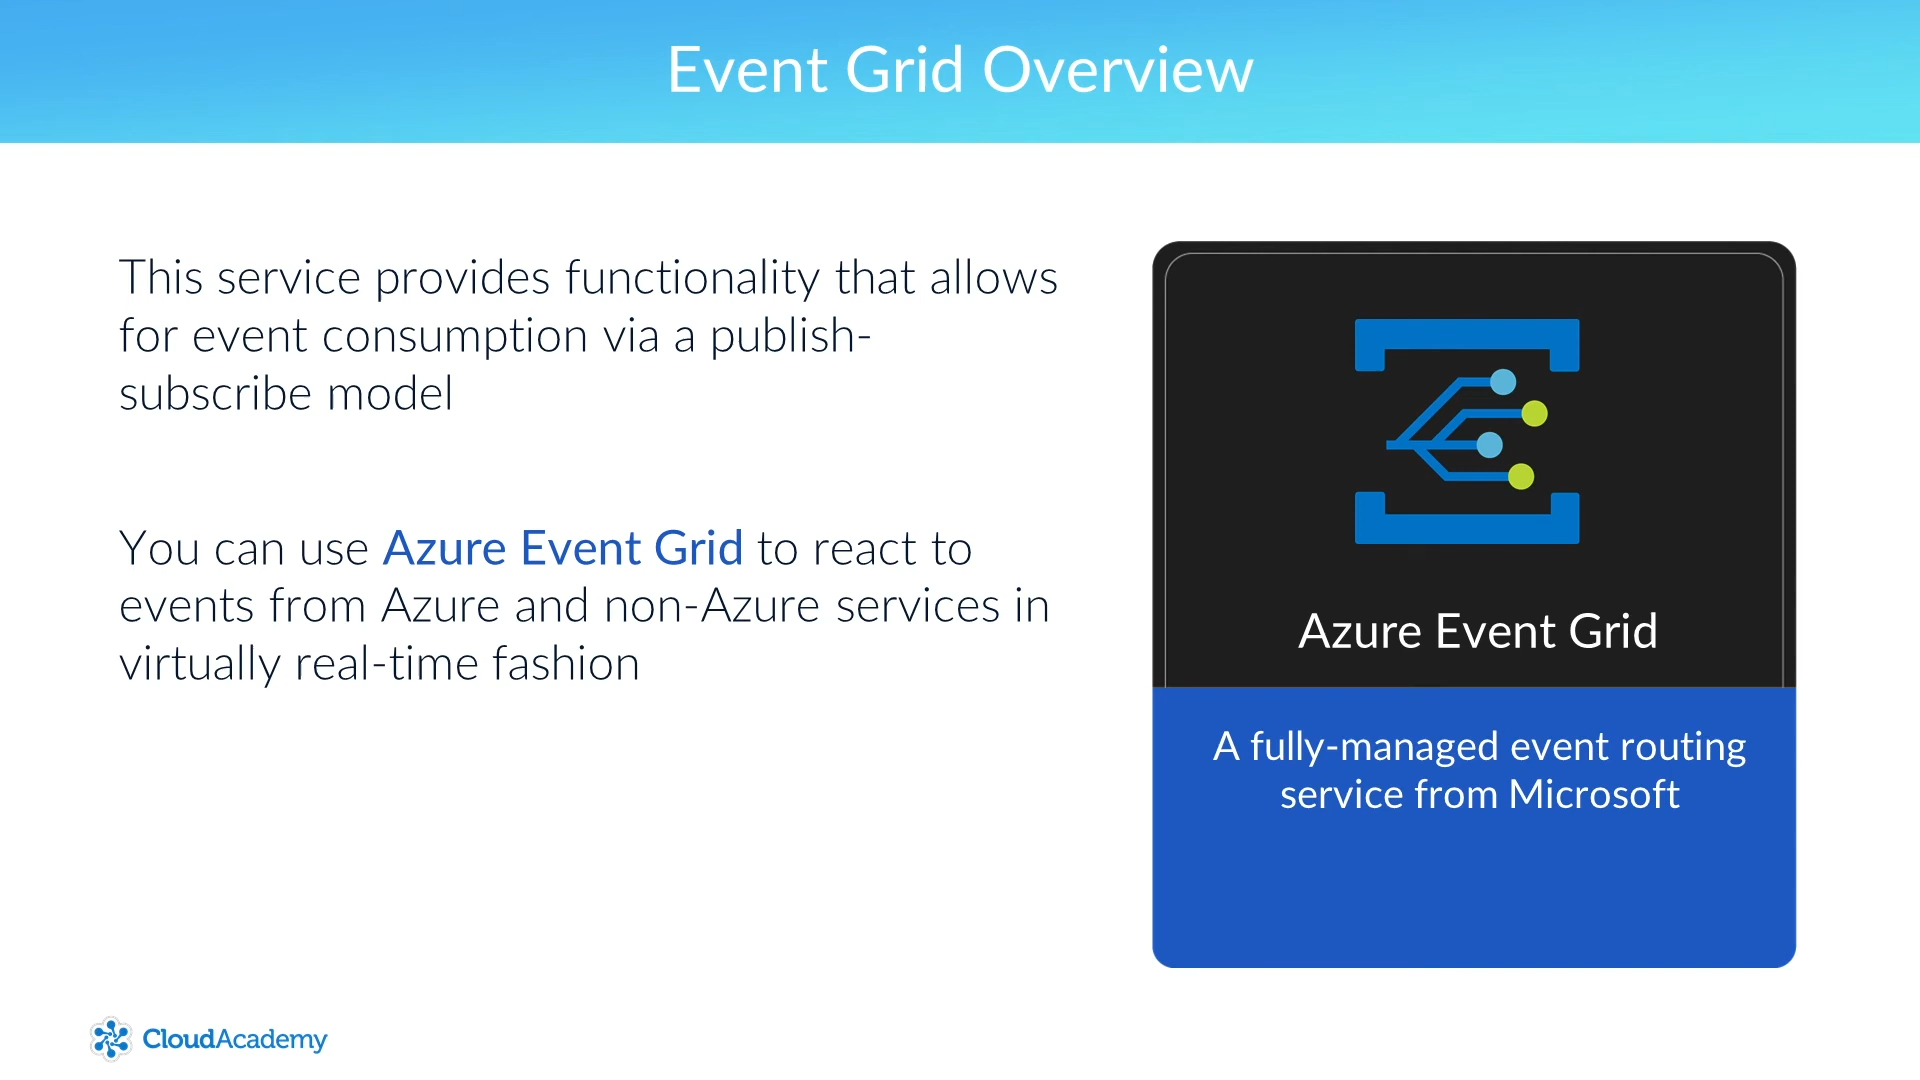 Event Grid Overview
This service provides functionality that allows
for event consumption via a publish-
subscribe model
You can use Azure Event Grid to react to
events from Azure and non-Azure services in
virtually real-time fashion
Azure Event Grid
A fully-managed event routing
service from Microsoft
CloudAcademy